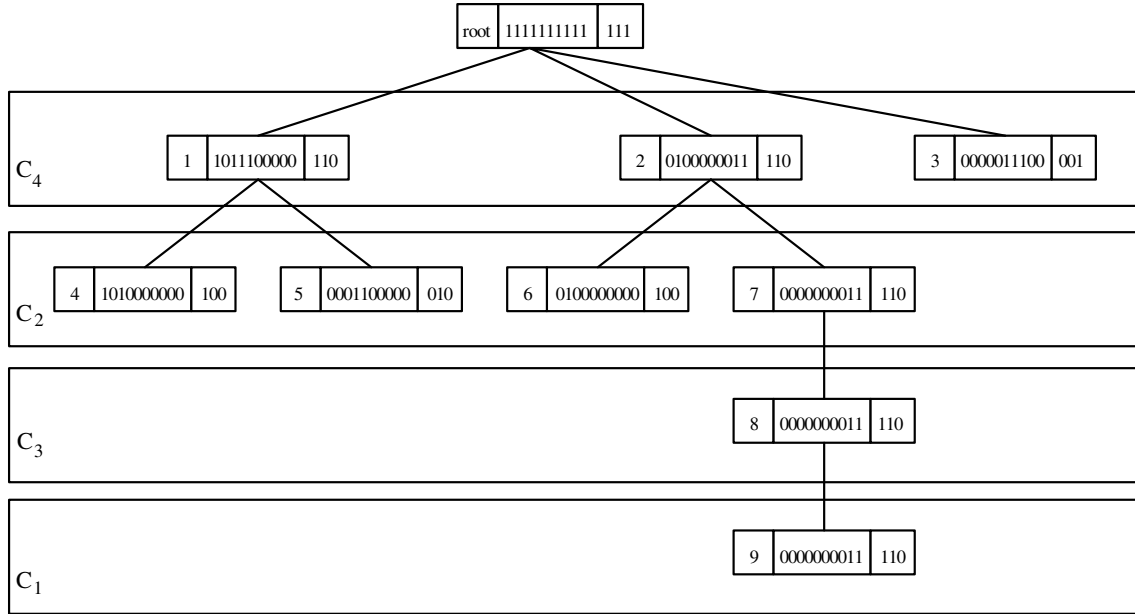 root 1111111111 111
C4
1 1011100000 110
2 0100000011 110
3 0000011100 001
C2
4 1010000000 100
5 0001100000 010
6 0100000000 100
7 0000000011 110
C3
8 0000000011 110
C1
9 0000000011 110